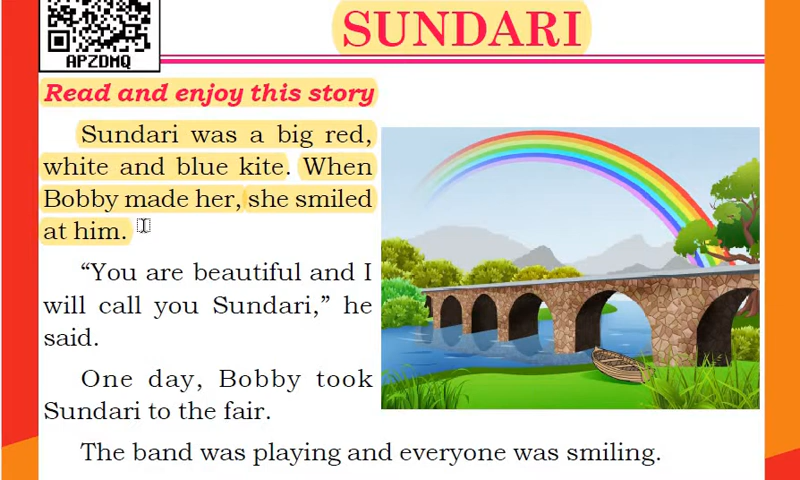 SUNDARI
APZDMQ
Read and enjoy this story
Sundari was a big red,
white and blue kite. When
Bobby made her, she smiled
at him.
“You are beautiful and I
will call you Sundari,” he
said.
One day, Bobby took
Sundari to the fair.
The band was playing and everyone was smiling.